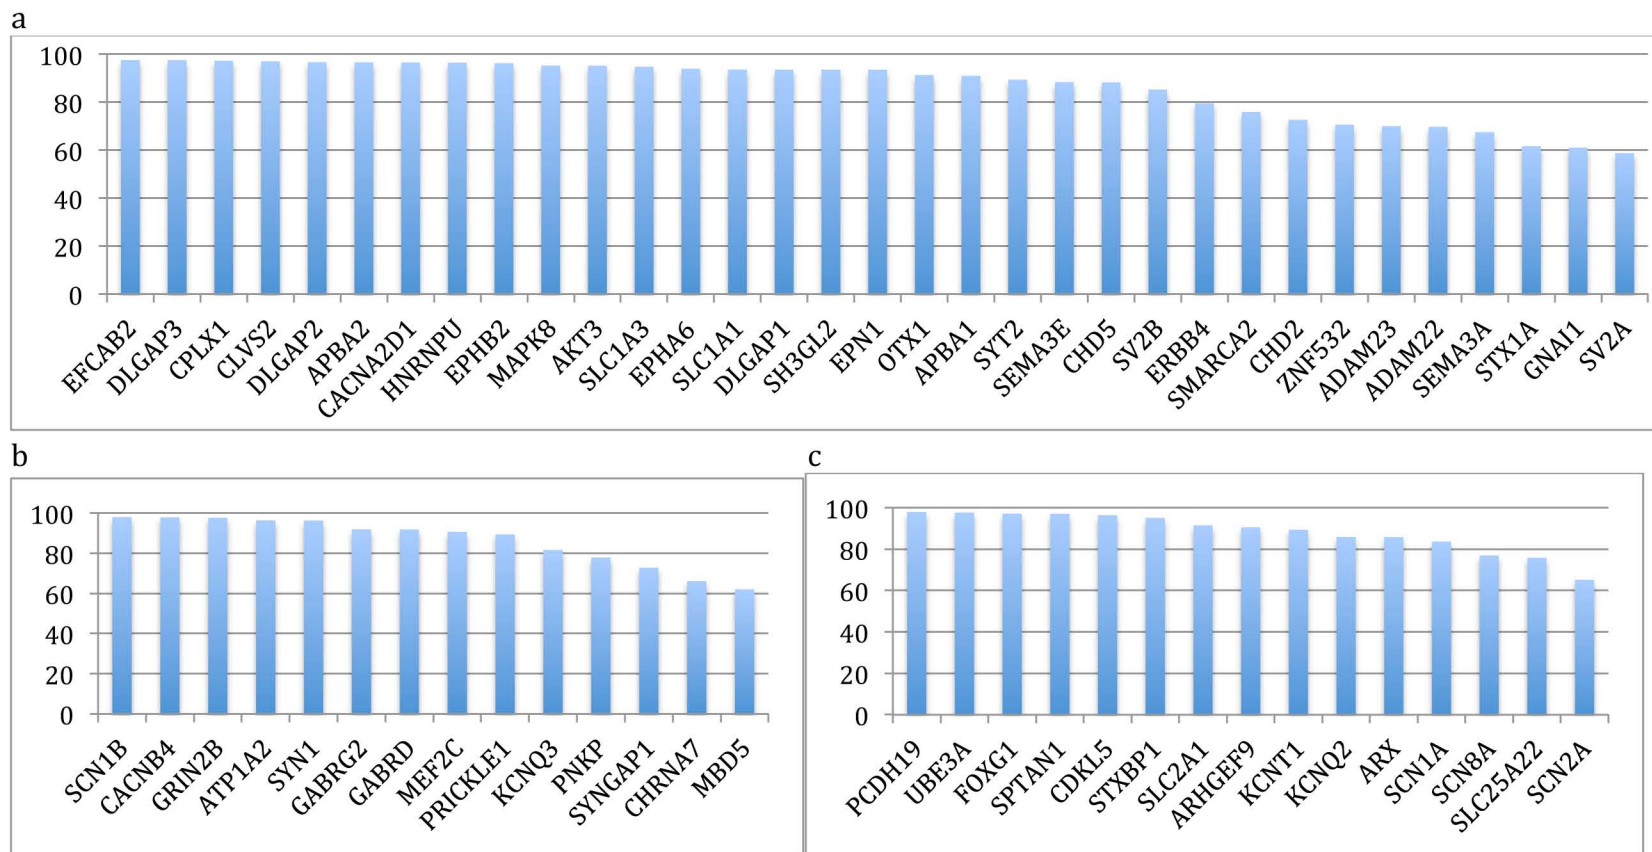 a
100
80
60
40
20
0
EFCAB2
DLGAP3
CPLX1
CLVS2
DLGAP2
APBA2
CACNA2D1
HNRNPU
EPHB2
MAPK8
AKT3
SLC1A3
EPHA6
SLC1A1
DLGAP1
SH3GL2
EPN1
OTX1
APBA1
SYT2
SEMA3E
CHD5
SV2B
ERBB4
SMARCA2
CHD2
ZNF532
ADAM23
ADAM22
SEMA3A
STX1A
GNAI1
SV2A
b
100
80
60
40
20
0
SCN1B
CACNB4
GRIN2B
ATP1A2
SYN1
GABRG2
GABRD
MEF2C
PRICKLE1
KCNQ3
PNKP
SYNGAP1
CHRNA7
MBD5
c
100
80
60
40
20
0
PCDH19
UBE3A
FOXG1
SPTAN1
CDKL5
STXBP1
SLC2A1
ARHGEF9
KCNT1
KCNQ2
ARX
SCN1A
SCN8A
SLC25A22
SCN2A